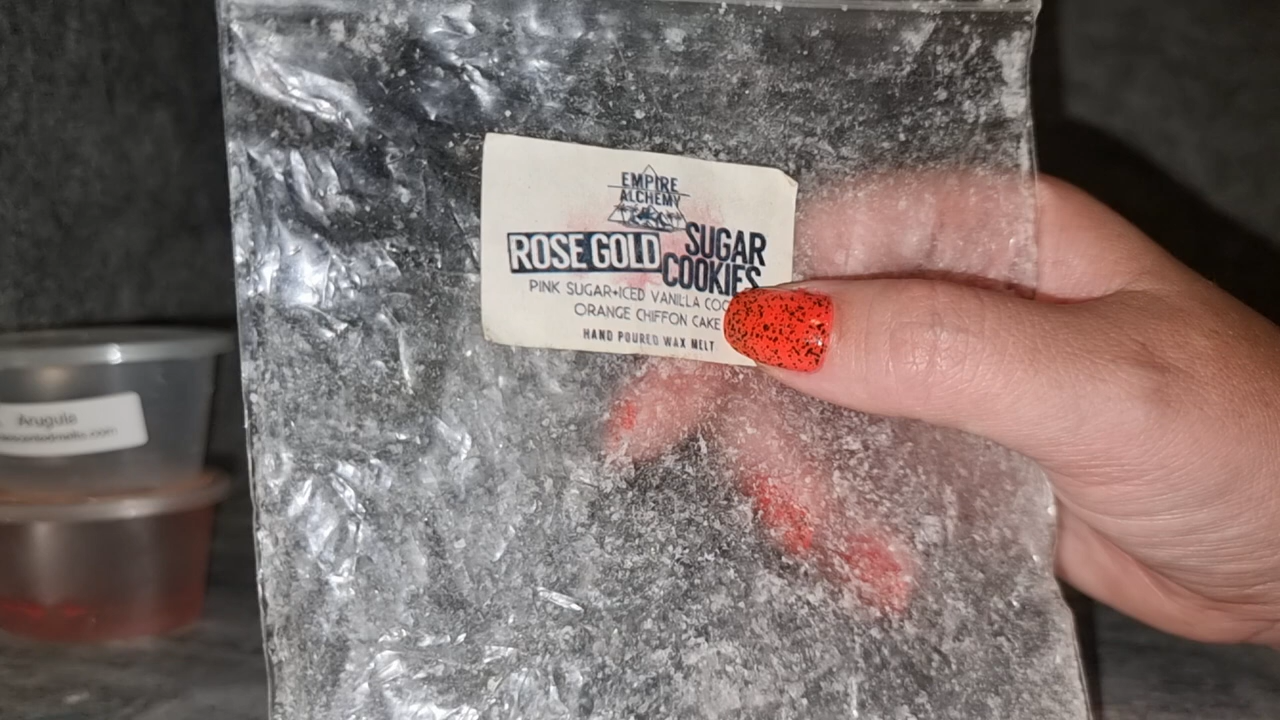 EMPIRE
ALCHEMY
ROSE GOLD SUGAR
COOKIES
PINK SUGAR+ICED VANILLA
ORANGE CHIFFON CAKE
HAND POURED WAX MELT
Arugula